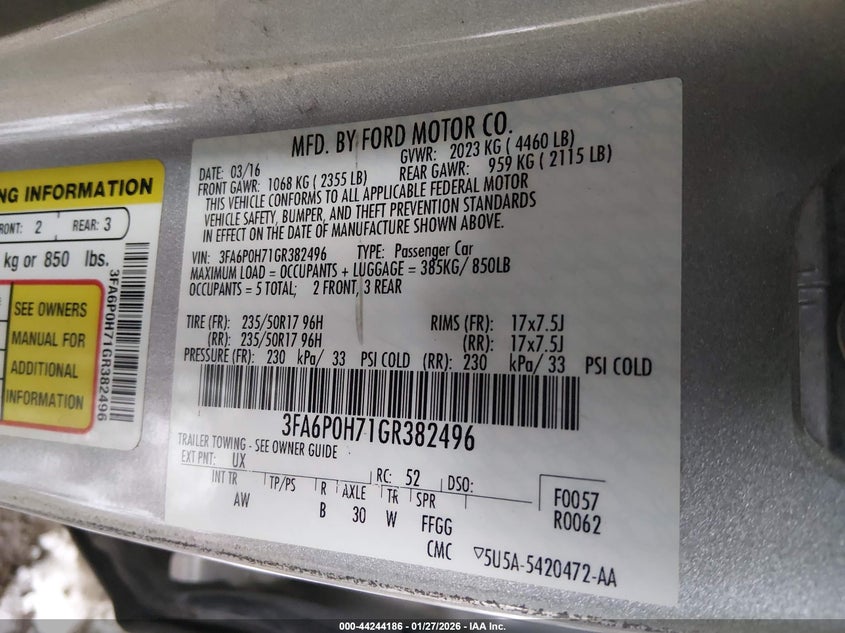 NG INFORMATION
RONT: 2 REAR: 3
kg or 850 lbs.
SEE OWNERS
MANUAL FOR
ADDITIONAL
INFORMATION
3FA6P0H71GR382496
MFD. BY FORD MOTOR CO.
DATE: 03/16 GVWR: 2023 KG ( 4460 LB)
FRONT GAWR: 1068 KG ( 2355 LB) REAR GAWR: 959 KG ( 2115 LB)
THIS VEHICLE CONFORMS TO ALL APPLICABLE FEDERAL MOTOR
VEHICLE SAFETY, BUMPER, AND THEFT PREVENTION STANDARDS
IN EFFECT ON THE DATE OF MANUFACTURE SHOWN ABOVE.
VIN: 3FA6P0H71GR382496 TYPE: Passenger Car
MAXIMUM LOAD = OCCUPANTS + LUGGAGE = 385KG/ 850LB
OCCUPANTS = 5 TOTAL; 2 FRONT, 3 REAR
TIRE (FR): 235/50R17 96H RIMS (FR): 17x7.5J
(RR): 235/50R17 96H (RR): 17x7.5J
PRESSURE (FR): 230 kPa/ 33 PSI COLD (RR): 230 kPa/ 33 PSI COLD
3FA6P0H71GR382496
TRAILER TOWING - SEE OWNER GUIDE
EXT PNT: UX RC: 52 DSO:
INT TR TP/PS R AXLE TR SPR F0057
AW B 30 W FFGG R0062
CMC ▽5U5A-5420472-AA
000-44244186 - 01/27/2026 - IAA Inc.